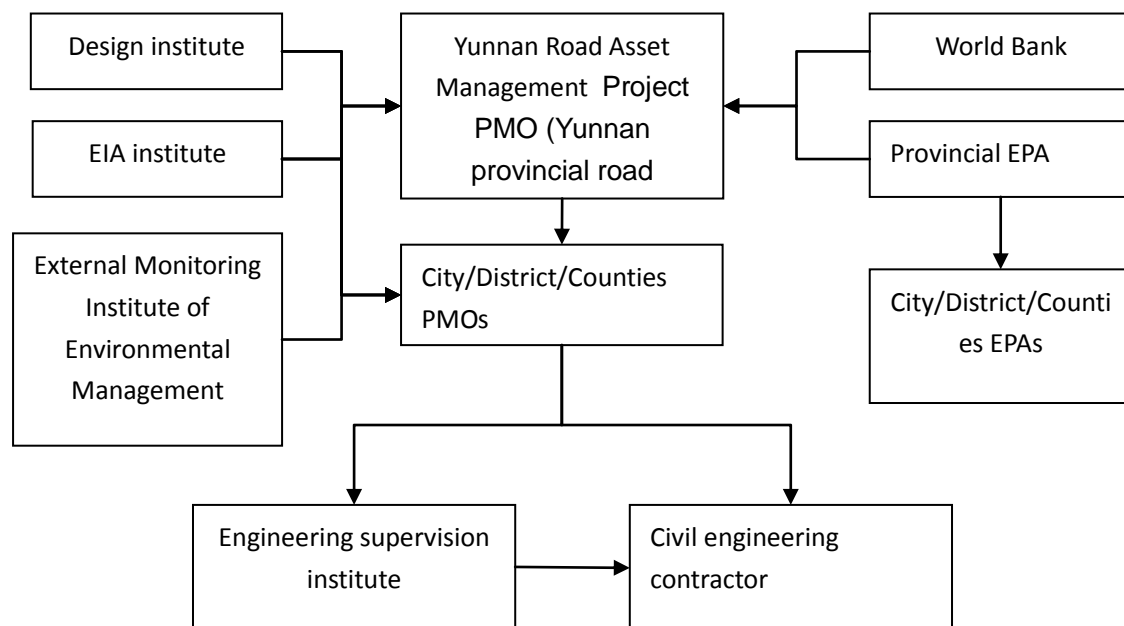 Design institute
Yunnan Road Asset
Management Project
PMO (Yunnan
provincial road
World Bank
EIA institute
Provincial EPA
External Monitoring
Institute of
Environmental
Management
City/District/Counties
PMOs
City/District/Counti
es EPAs
Engineering supervision
institute
Civil engineering
contractor